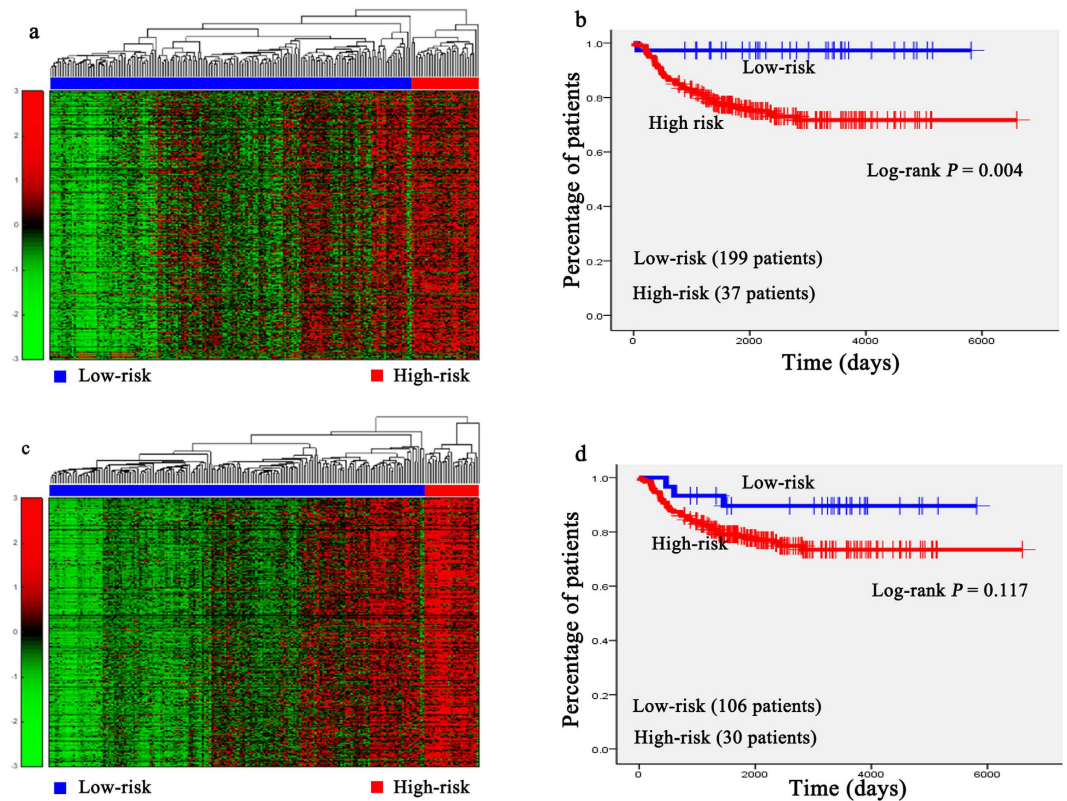 a
3
2
1
0
-1
-2
-3
Low-risk
High-risk
b
Percentage of patients
1.0
0.8
0.6
0.4
0.2
0.0
Low-risk
High risk
Log-rank P = 0.004
Low-risk (199 patients)
High-risk (37 patients)
0
2000
4000
6000
Time (days)
c
3
2
1
0
-1
-2
-3
Low-risk
High-risk
d
Percentage of patients
1.0
0.8
0.6
0.4
0.2
0.0
Low-risk
High-risk
Log-rank P = 0.117
Low-risk (106 patients)
High-risk (30 patients)
0
2000
4000
6000
Time (days)